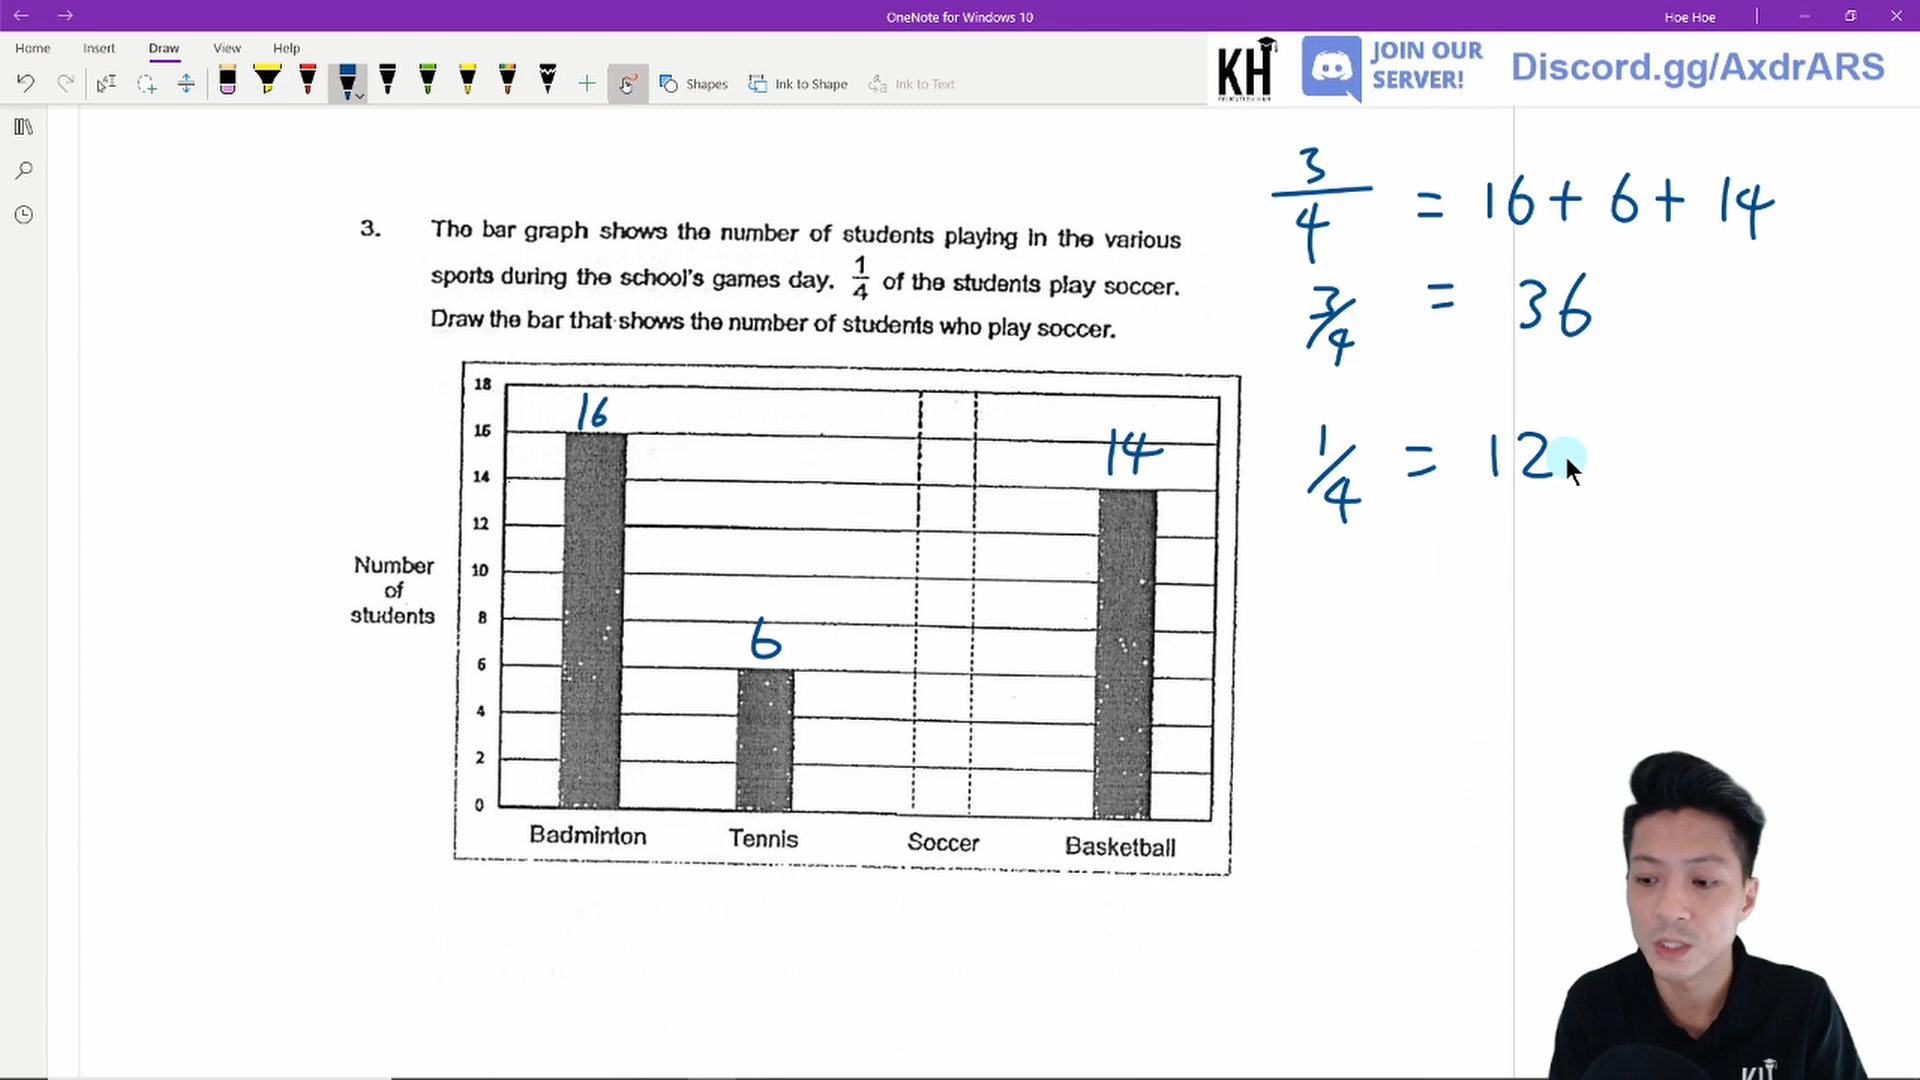 OneNote for Windows 10
Hoe Hoe
Home Insert Draw View Help
Shapes
Ink to Shape
Ink to Text
KH
JOIN OUR
SERVER!
Discord.gg/AxdrARS
3. The bar graph shows the number of students playing in the various
sports during the school's games day. 1/4 of the students play soccer.
Draw the bar that shows the number of students who play soccer.
18
16
14
12
10
8
6
4
2
0
Number
of
students
16
6
14
Badminton Tennis Soccer Basketball
3/4 = 16 + 6 + 14
3/4 = 36
1/4 = 12
KH